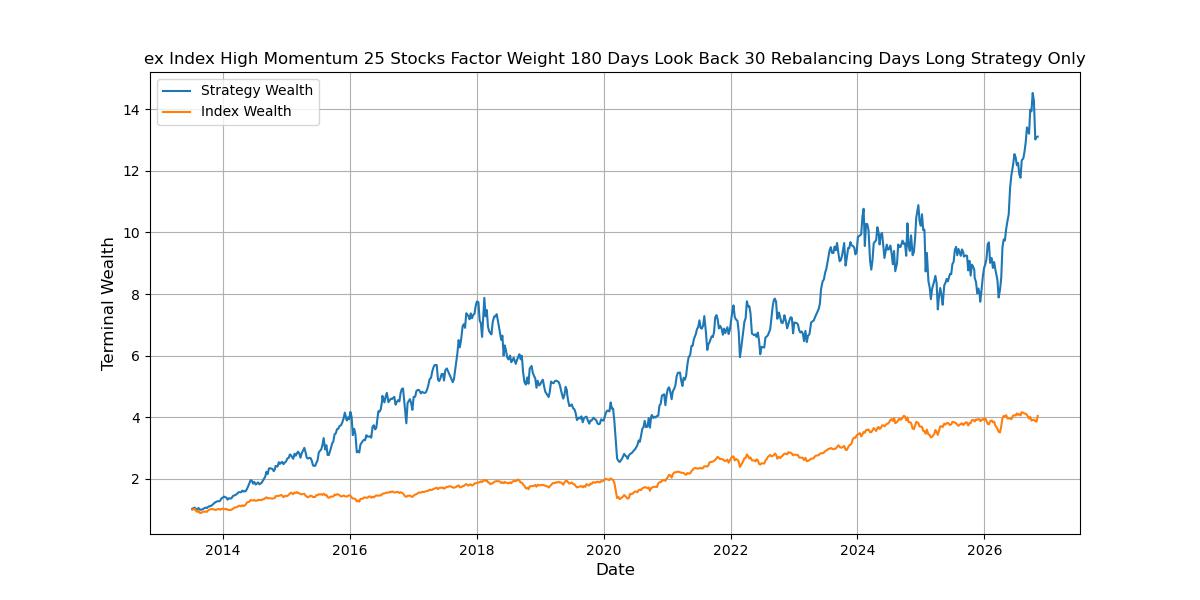 ex Index High Momentum 25 Stocks Factor Weight 180 Days Look Back 30 Rebalancing Days Long Strategy Only
Strategy Wealth
Index Wealth
Terminal Wealth
14
12
10
8
6
4
2
2014
2016
2018
2020
2022
2024
2026
Date